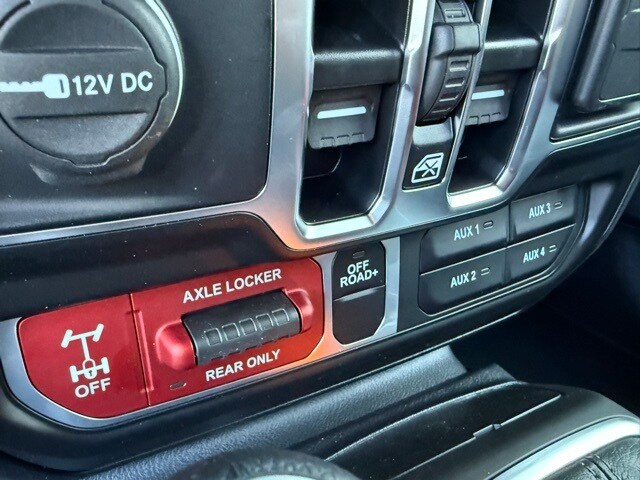 12V DC
AUX 1
AUX 3
AUX 2
AUX 4
OFF
ROAD+
AXLE LOCKER
REAR ONLY
OFF